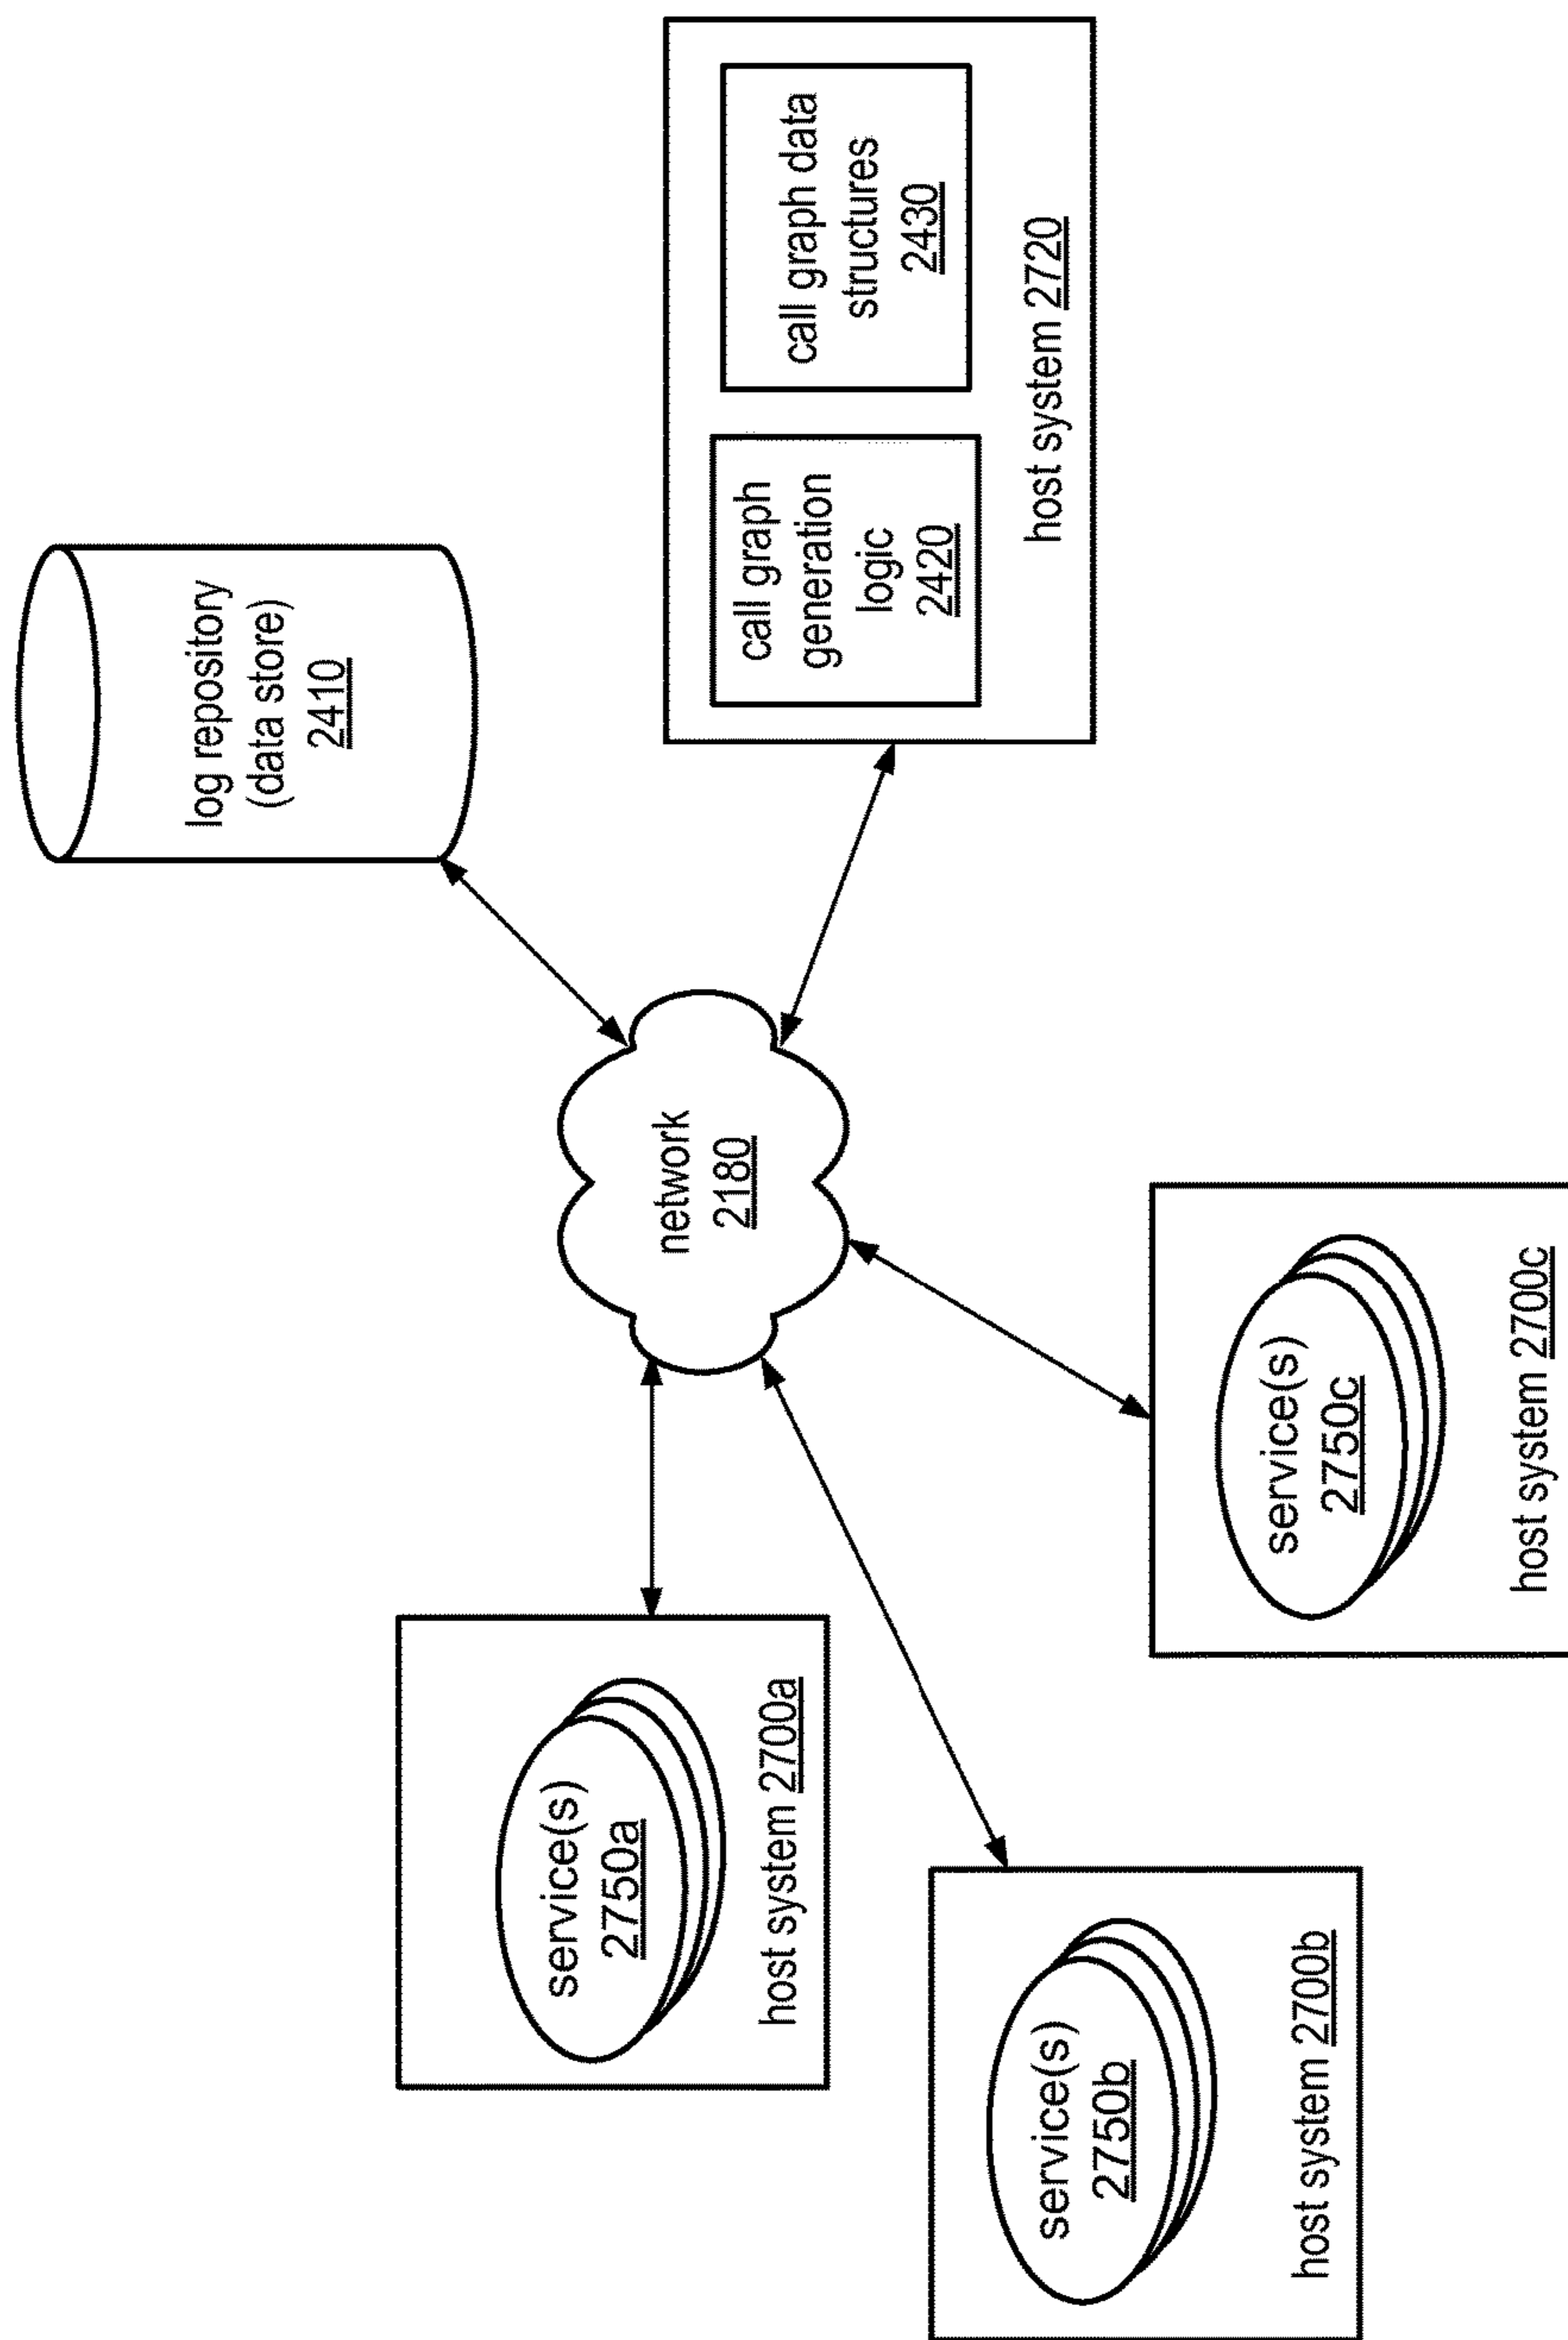 log repository
(data store)
2410
call graph
generation
logic
2420
call graph data
structures
2430
host system 2720
network
2180
service(s)
2750a
host system 2700a
service(s)
2750b
host system 2700b
service(s)
2750c
host system 2700c